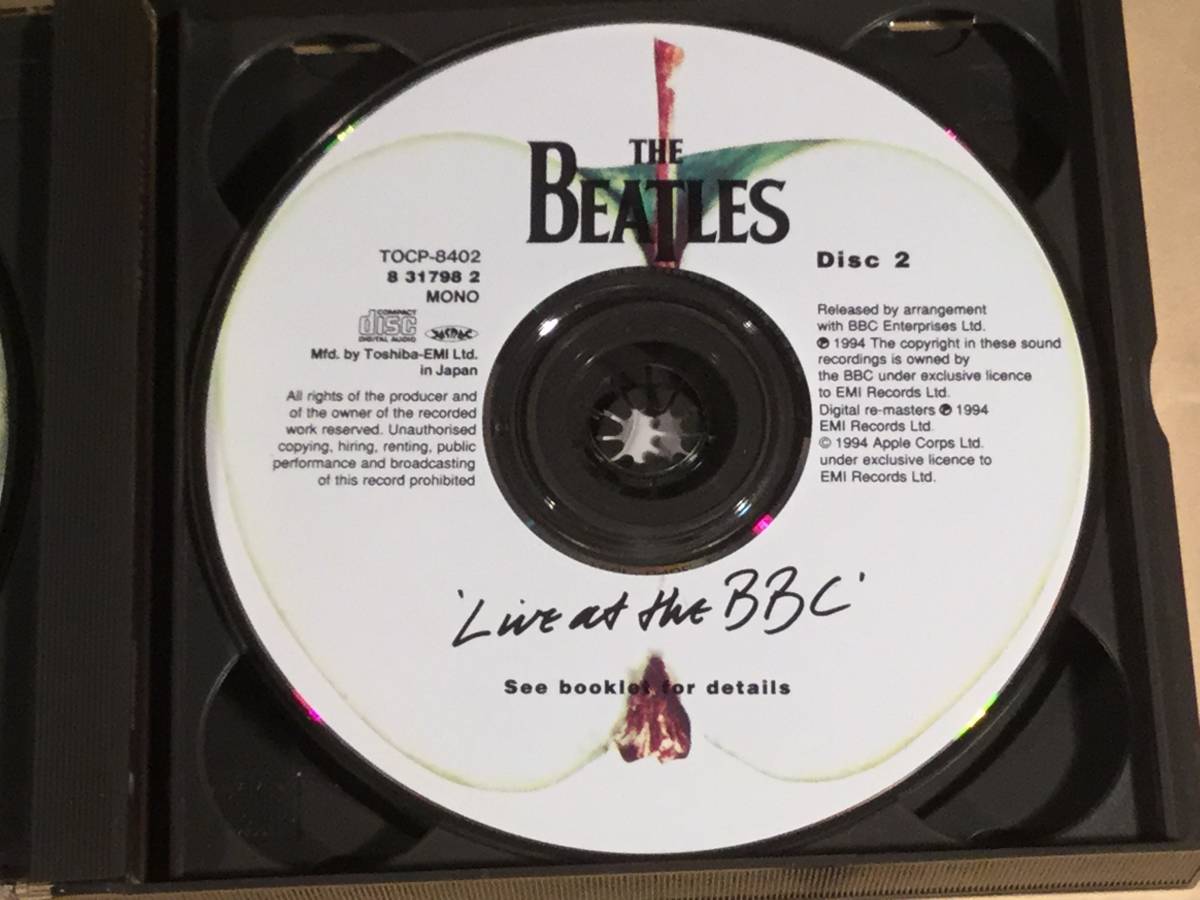 THE
BEATLES
TOCP-8402
8 31798 2
MONO
COMPACT
disc
DIGITAL AUDIO
JASRAC
Mfd. by Toshiba-EMI Ltd.
in Japan
All rights of the producer and
of the owner of the recorded
work reserved. Unauthorised
copying, hiring, renting, public
performance and broadcasting
of this record prohibited
Disc 2
Released by arrangement
with BBC Enterprises Ltd.
℗ 1994 The copyright in these sound
recordings is owned by
the BBC under exclusive licence
to EMI Records Ltd.
Digital re-masters ℗ 1994
EMI Records Ltd.
© 1994 Apple Corps Ltd.
under exclusive licence to
EMI Records Ltd.
'Live at the BBC'
See booklet for details